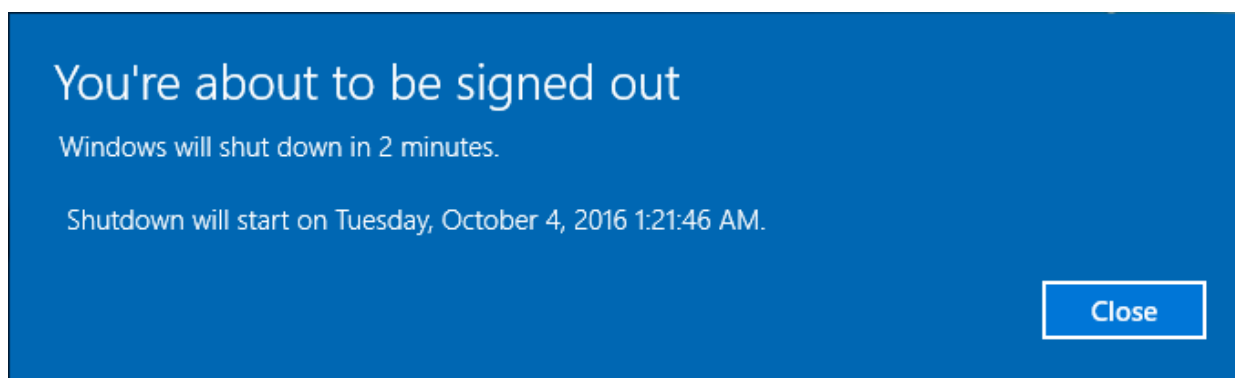 You're about to be signed out
Windows will shut down in 2 minutes.
Shutdown will start on Tuesday, October 4, 2016 1:21:46 AM.
Close